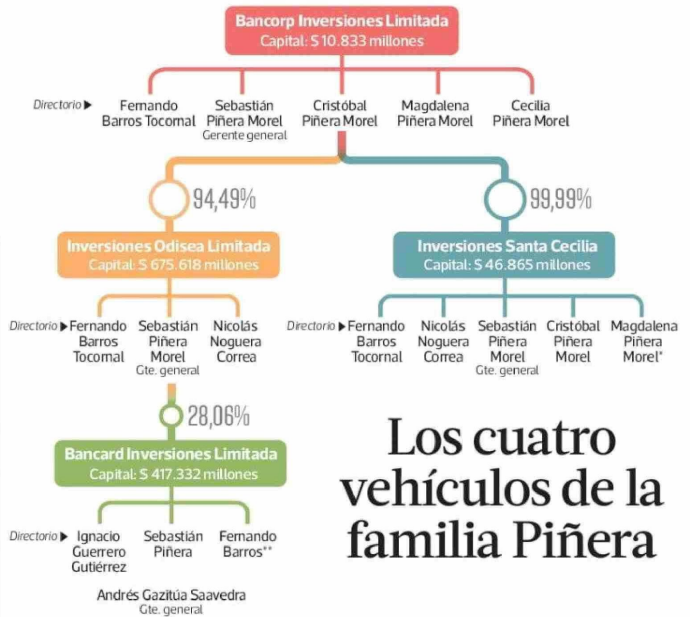 Bancorp Inversiones Limitada
Capital: $ 10.833 millones
Directorio ▶
Fernando
Barros Tocornal
Sebastián
Piñera Morel
Gerente general
Cristóbal
Piñera Morel
Magdalena
Piñera Morel
Cecilia
Piñera Morel
94,49%
99,99%
Inversiones Odisea Limitada
Capital: $ 675.618 millones
Inversiones Santa Cecilia
Capital: $ 46.865 millones
Directorio ▶
Fernando
Barros
Tocornal
Sebastián
Piñera
Morel
Gte. general
Nicolás
Noguera
Correa
Directorio ▶
Fernando
Barros
Tocornal
Nicolás
Noguera
Correa
Sebastián
Piñera
Morel
Gte. general
Cristóbal
Piñera
Morel
Magdalena
Piñera
Morel*
28,06%
Bancard Inversiones Limitada
Capital: $ 417.332 millones
Directorio ▶
Ignacio
Guerrero
Gutiérrez
Sebastián
Piñera
Fernando
Barros**
Andrés Gazitúa Saavedra
Gte. general
Los cuatro
vehículos de la
familia Piñera